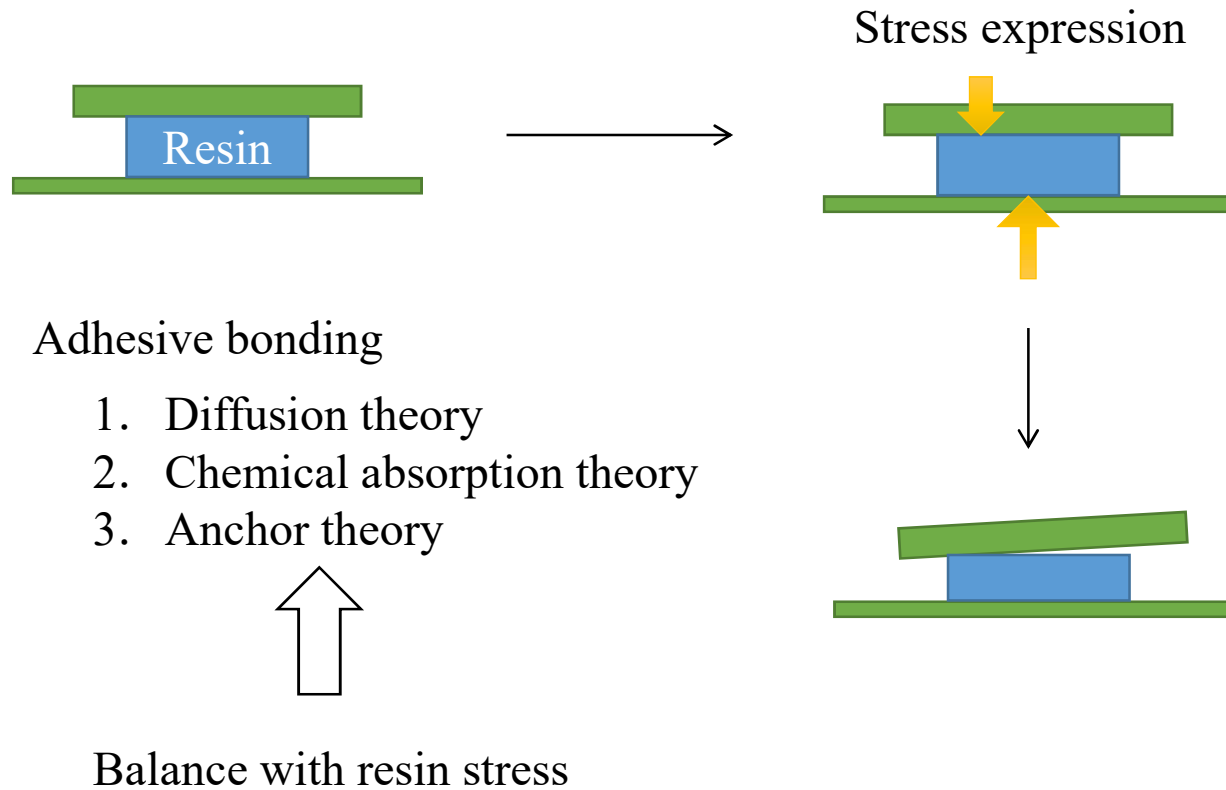 Stress expression
Resin
Adhesive bonding
1. Diffusion theory
2. Chemical absorption theory
3. Anchor theory
Balance with resin stress